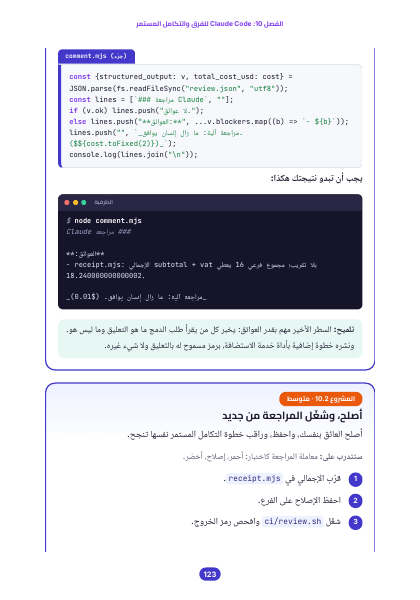 الفصل 10: Claude Code للفرق والتكامل المستمر
comment.mjs (جزء)
const {structured_output: v, total_cost_usd: cost} =
JSON.parse(fs.readFileSync("review.json", "utf8"));
const lines = [`### مراجعة Claude`, ""];
if (v.ok) lines.push("لا عوائق.");
else lines.push("**العوائق:**", ...v.blockers.map((b) => `- ${b}`));
lines.push("", `_مراجعة آلية: ما زال إنسان يوافق.
($${cost.toFixed(2)})_`);
console.log(lines.join("\n"));
يجب أن تبدو نتيجتك هكذا:
الطرفية
$ node comment.mjs
### مراجعة Claude
**العوائق:**
- receipt.mjs: الإجمالي subtotal + vat بلا تقريب؛ مجموع فرعي 16 يعطي
18.240000000000002.
_مراجعة آلية: ما زال إنسان يوافق. ($0.01)_
تلميح: السطر الأخير مهم بقدر العوائق: يخبر كل من يقرأ طلب الدمج ما هو التعليق وما ليس هو.
ونشره خطوة إضافية بأداة خدمة الاستضافة، برمز مسموح له بالتعليق ولا شيء غيره.
المشروع 10.2 · متوسط
أصلح، وشغّل المراجعة من جديد
أصلح العائق بنفسك، واحفظ، وراقب خطوة التكامل المستمر نفسها تنجح.
ستتدرب على: معاملة المراجعة كاختبار: أحمر، إصلاح، أخضر.
1 قرّب الإجمالي في receipt.mjs.
2 احفظ الإصلاح على الفرع.
3 شغّل ci/review.sh وافحص رمز الخروج.
123